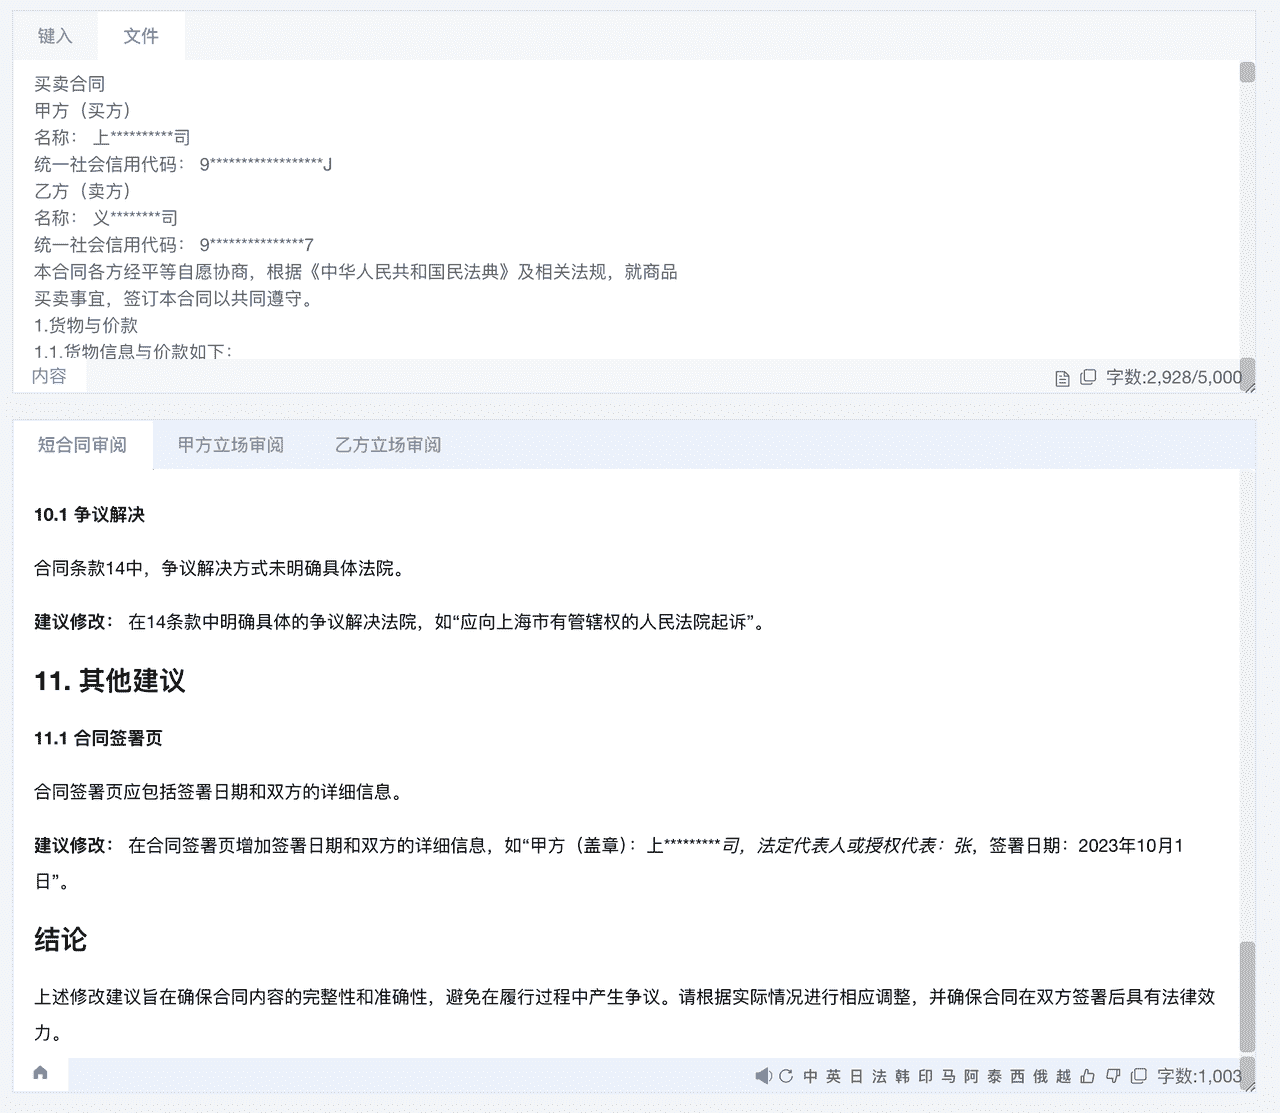 键入 文件
买卖合同
甲方（买方）
名称： 上**********司
统一社会信用代码： 9******************J
乙方（卖方）
名称： 义********司
统一社会信用代码： 9***************7
本合同各方经平等自愿协商，根据《中华人民共和国民法典》及相关法规，就商品
买卖事宜，签订本合同以共同遵守。
1.货物与价款
1.1.货物信息与价款如下：
内容 字数:2,928/5,000
短合同审阅 甲方立场审阅 乙方立场审阅
10.1 争议解决
合同条款14中，争议解决方式未明确具体法院。
建议修改： 在14条款中明确具体的争议解决法院，如“应向上海市有管辖权的人民法院起诉”。
11. 其他建议
11.1 合同签署页
合同签署页应包括签署日期和双方的详细信息。
建议修改： 在合同签署页增加签署日期和双方的详细信息，如“甲方（盖章）：上*********司，法定代表人或授权代表：张，签署日期：2023年10月1
日”。
结论
上述修改建议旨在确保合同内容的完整性和准确性，避免在履行过程中产生争议。请根据实际情况进行相应调整，并确保合同在双方签署后具有法律效
力。
中 英 日 法 韩 印 马 阿 泰 西 俄 越 字数:1,003